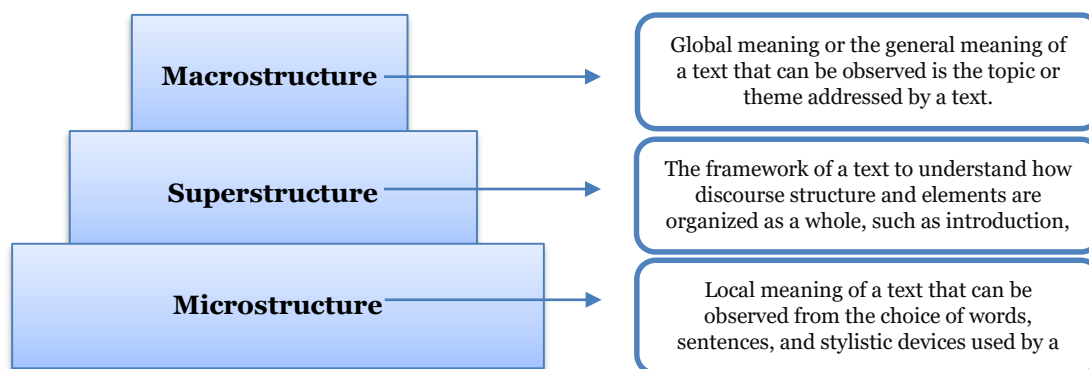 Macrostructure
Global meaning or the general meaning of
a text that can be observed is the topic or
theme addressed by a text.
Superstructure
The framework of a text to understand how
discourse structure and elements are
organized as a whole, such as introduction,
Microstructure
Local meaning of a text that can be
observed from the choice of words,
sentences, and stylistic devices used by a